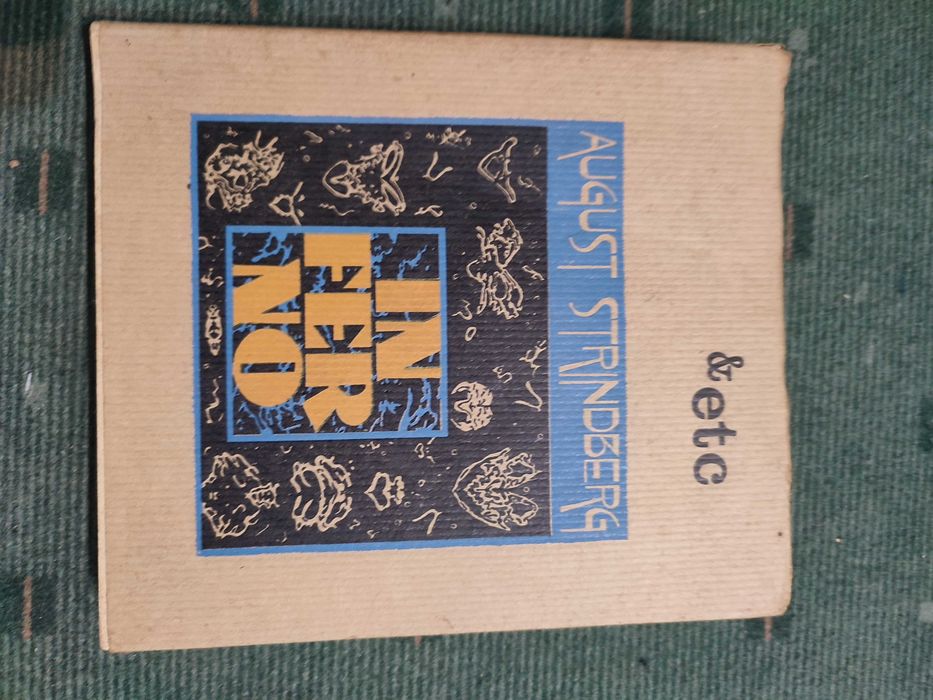 &etc
AUGUST STRINDBERG
IN
FER
NO